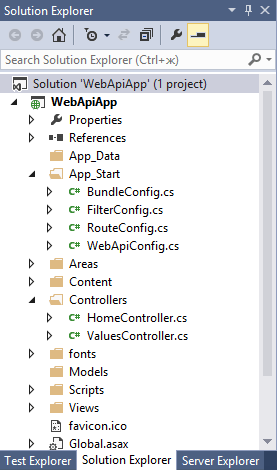 Solution Explorer
Search Solution Explorer (Ctrl+ж)
Solution 'WebApiApp' (1 project)
WebApiApp
Properties
References
App_Data
App_Start
C# BundleConfig.cs
C# FilterConfig.cs
C# RouteConfig.cs
C# WebApiConfig.cs
Areas
Content
Controllers
C# HomeController.cs
C# ValuesController.cs
fonts
Models
Scripts
Views
favicon.ico
Global.asax
Test Explorer Solution Explorer Server Explorer